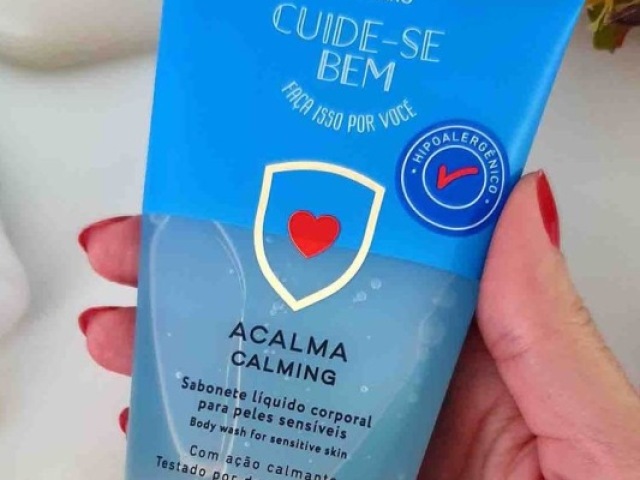 CUIDE-SE
BEM
FAÇA ISSO POR VOCÊ
HIPOALERGÊNICO
ACALMA
CALMING
Sabonete líquido corporal
para peles sensíveis
Body wash for sensitive skin
Com ação calmante
Testado por